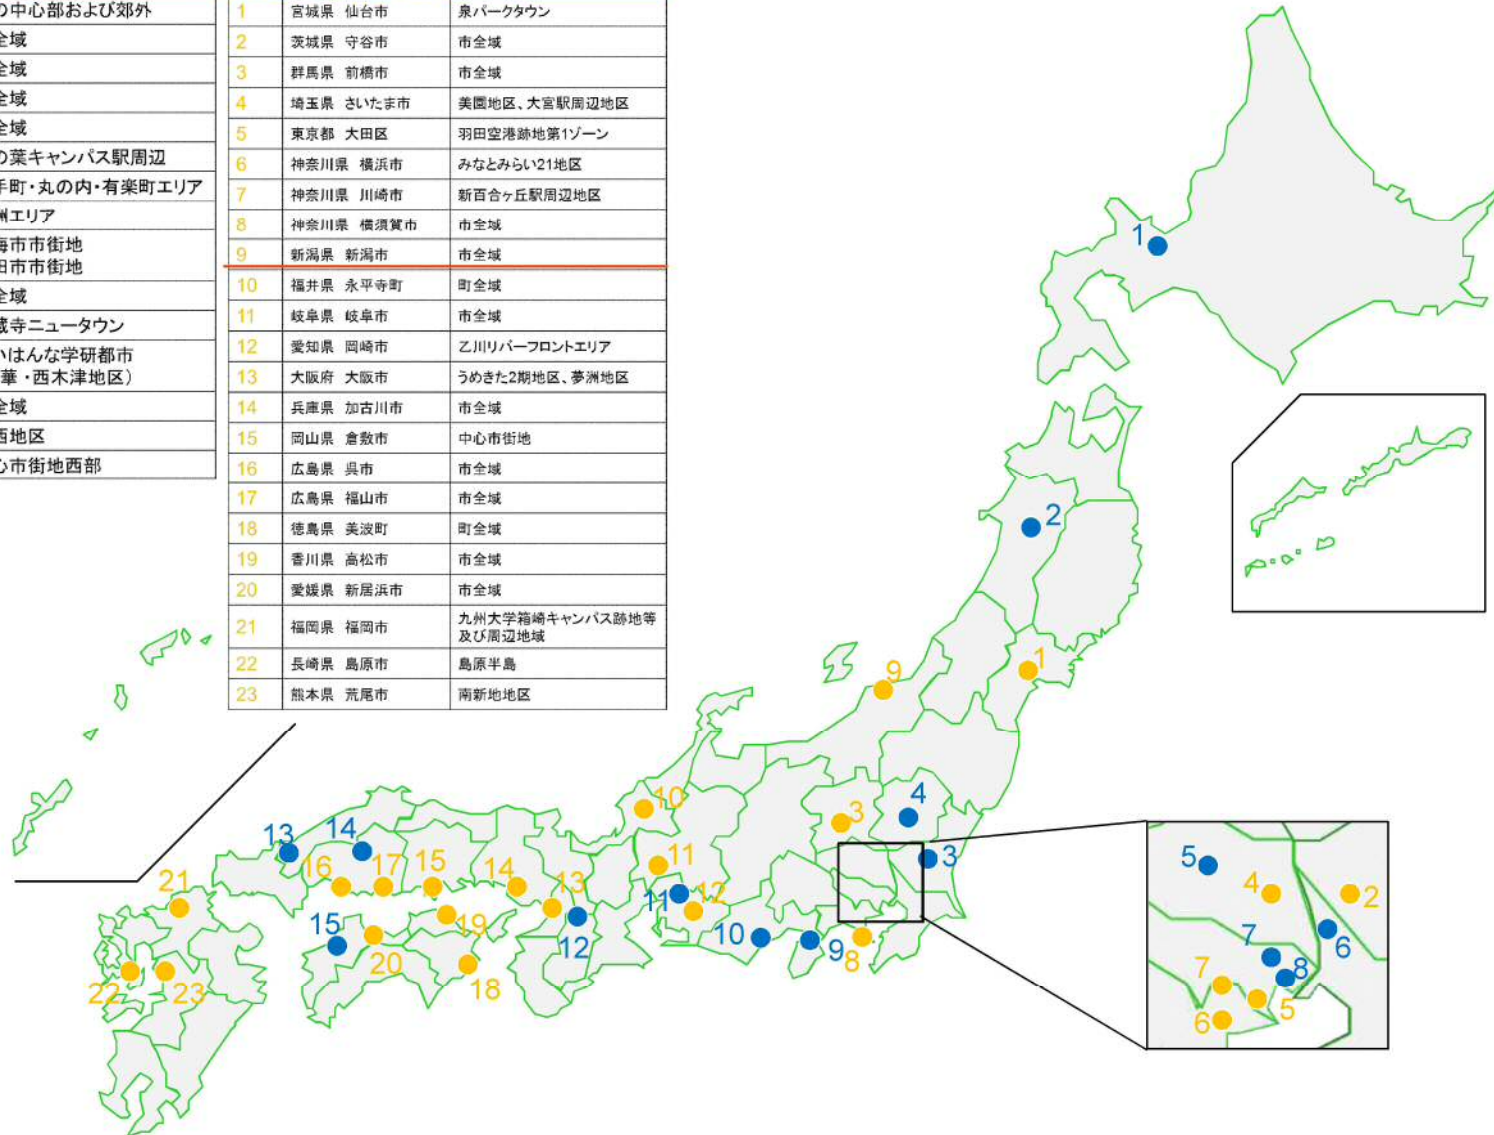 の中心部および郊外
全域
全域
全域
全域
の葉キャンパス駅周辺
手町・丸の内・有楽町エリア
洲エリア
海市市街地
田市市街地
全域
蔵寺ニュータウン
いはんな学研都市
華・西木津地区）
全域
西地区
心市街地西部
1 宮城県 仙台市 泉パークタウン
2 茨城県 守谷市 市全域
3 群馬県 前橋市 市全域
4 埼玉県 さいたま市 美園地区、大宮駅周辺地区
5 東京都 大田区 羽田空港跡地第1ゾーン
6 神奈川県 横浜市 みなとみらい21地区
7 神奈川県 川崎市 新百合ヶ丘駅周辺地区
8 神奈川県 横須賀市 市全域
9 新潟県 新潟市 市全域
10 福井県 永平寺町 町全域
11 岐阜県 岐阜市 市全域
12 愛知県 岡崎市 乙川リバーフロントエリア
13 大阪府 大阪市 うめきた2期地区、夢洲地区
14 兵庫県 加古川市 市全域
15 岡山県 倉敷市 中心市街地
16 広島県 呉市 市全域
17 広島県 福山市 市全域
18 徳島県 美波町 町全域
19 香川県 高松市 市全域
20 愛媛県 新居浜市 市全域
21 福岡県 福岡市 九州大学箱崎キャンパス跡地等
及び周辺地域
22 長崎県 島原市 島原半島
23 熊本県 荒尾市 南新地地区
1
2
1
9
10
3
4
3
13
14
16
17
15
14
13
11
11
12
21
15
19
12
10
9
8
20
18
22
23
5
4
2
7
6
7
8
5
6